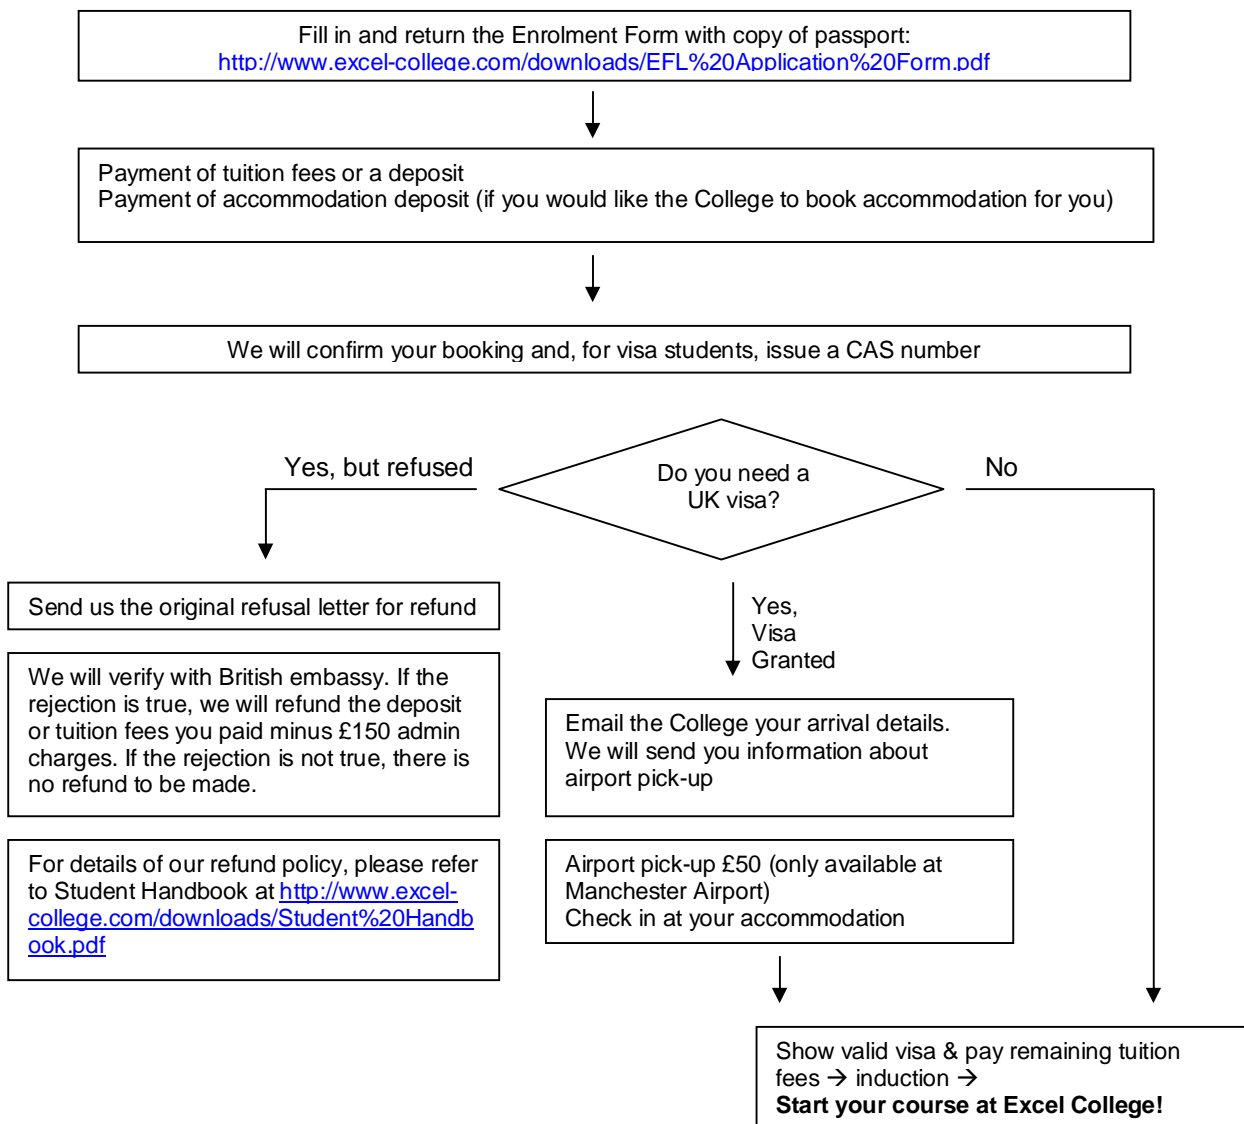 Fill in and return the Enrolment Form with copy of passport:
http://www.excel-college.com/downloads/EFL%20Application%20Form.pdf
Payment of tuition fees or a deposit
Payment of accommodation deposit (if you would like the College to book accommodation for you)
We will confirm your booking and, for visa students, issue a CAS number
Do you need a
UK visa?
Yes, but refused
No
Yes,
Visa
Granted
Send us the original refusal letter for refund
We will verify with British embassy. If the
rejection is true, we will refund the deposit
or tuition fees you paid minus £150 admin
charges. If the rejection is not true, there is
no refund to be made.
For details of our refund policy, please refer
to Student Handbook at http://www.excel-
college.com/downloads/Student%20Handb
ook.pdf
Email the College your arrival details.
We will send you information about
airport pick-up
Airport pick-up £50 (only available at
Manchester Airport)
Check in at your accommodation
Show valid visa & pay remaining tuition
fees → induction →
Start your course at Excel College!